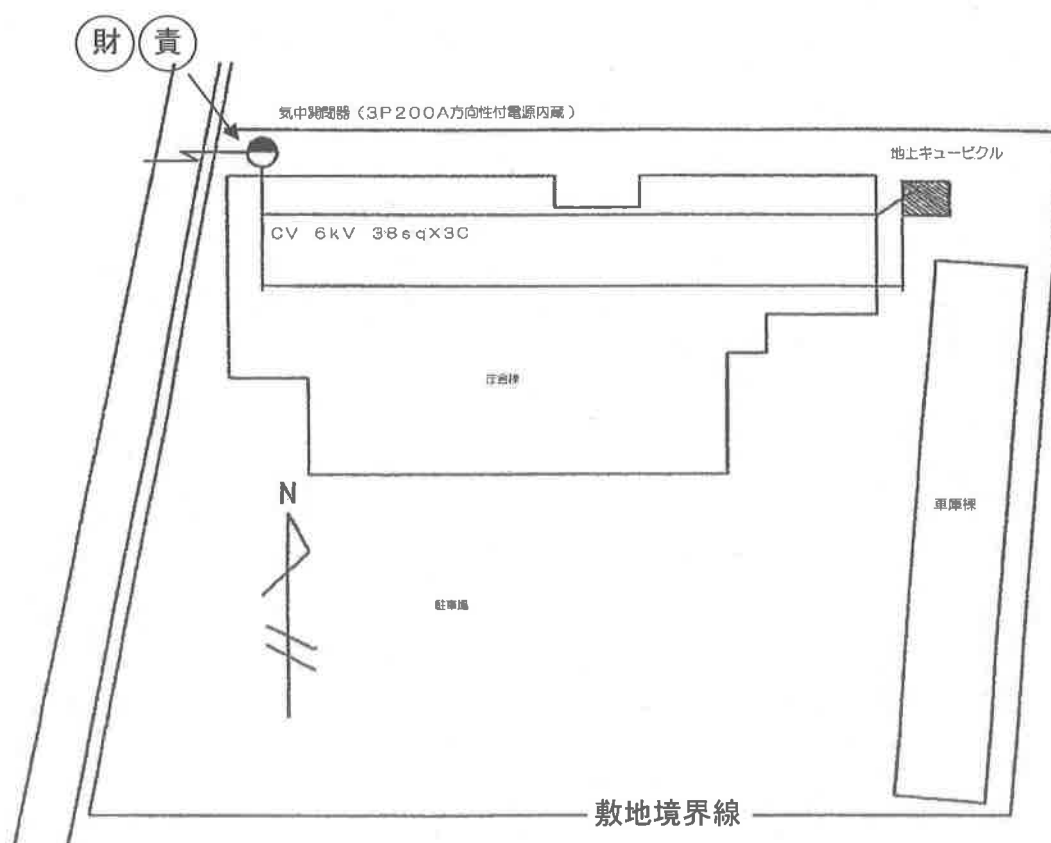 財 責
気中開閉器（3P200A方向性付電源内蔵）
地上キュービクル
CV 6kV 38sqX3C
庁舎棟
車庫棟
N
駐車場
敷地境界線